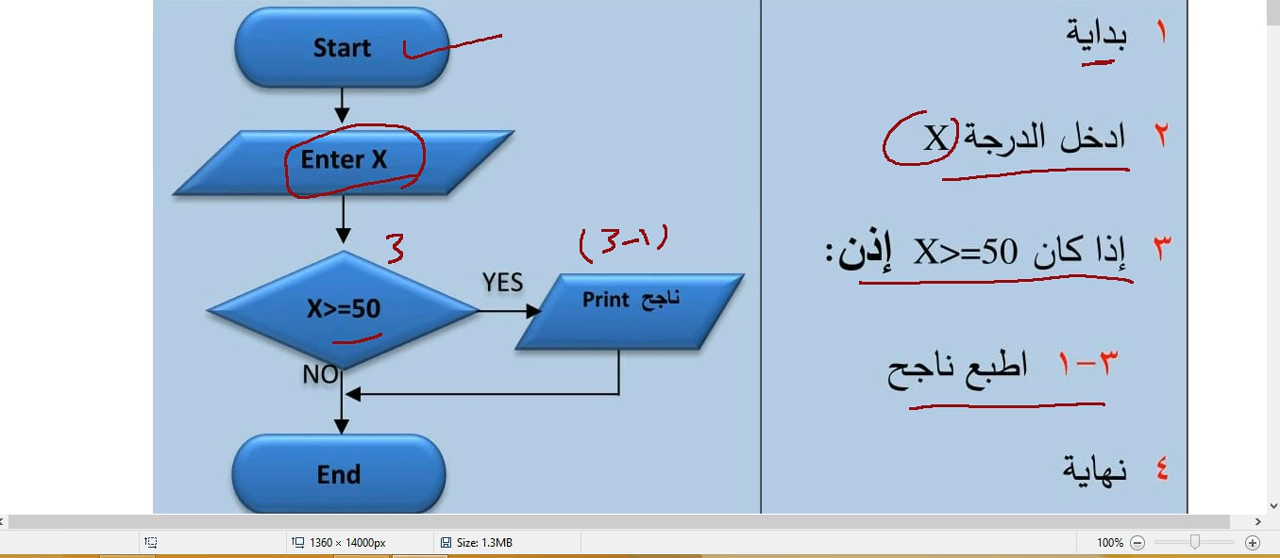 Start
Enter X
3
(3-1)
X>=50
YES
Print ناجح
NO
End
١ بداية
٢ ادخل الدرجة X
٣ إذا كان X>=50 إذن:
٣-١ اطبع ناجح
٤ نهاية
1360 × 14000px
Size: 1.3MB
100%